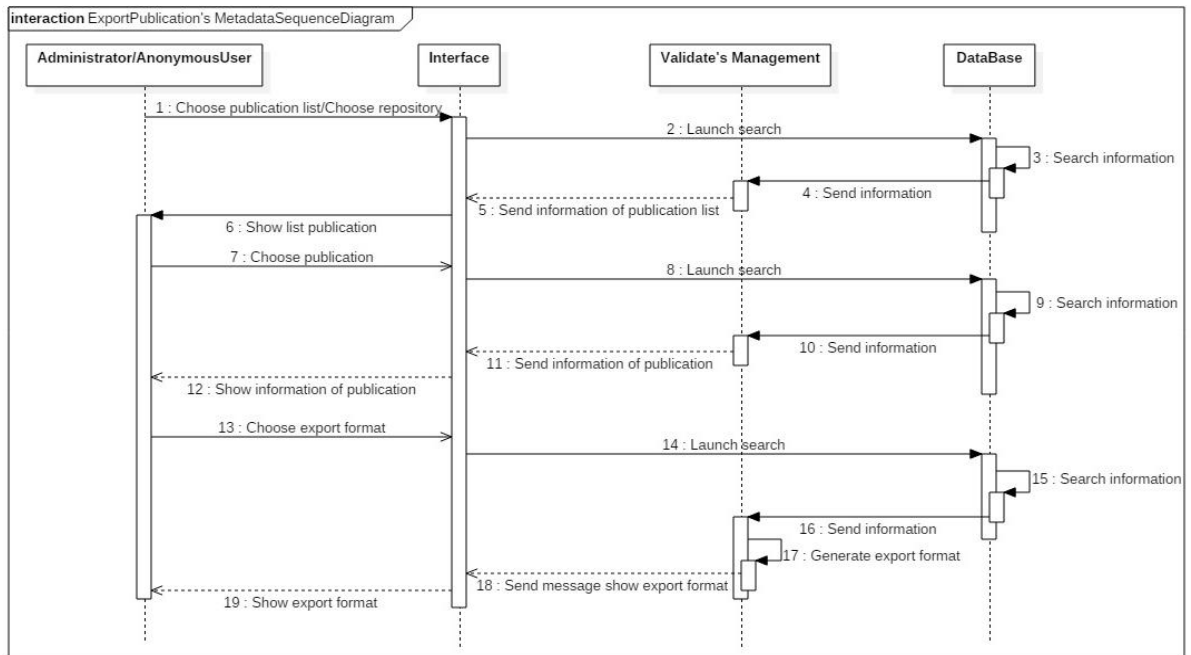 interaction ExportPublication's MetadataSequenceDiagram
Administrator/AnonymousUser
Interface
Validate's Management
DataBase
1 : Choose publication list/Choose repository
2 : Launch search
3 : Search information
4 : Send information
5 : Send information of publication list
6 : Show list publication
7 : Choose publication
8 : Launch search
9 : Search information
10 : Send information
11 : Send information of publication
12 : Show information of publication
13 : Choose export format
14 : Launch search
15 : Search information
16 : Send information
17 : Generate export format
18 : Send message show export format
19 : Show export format